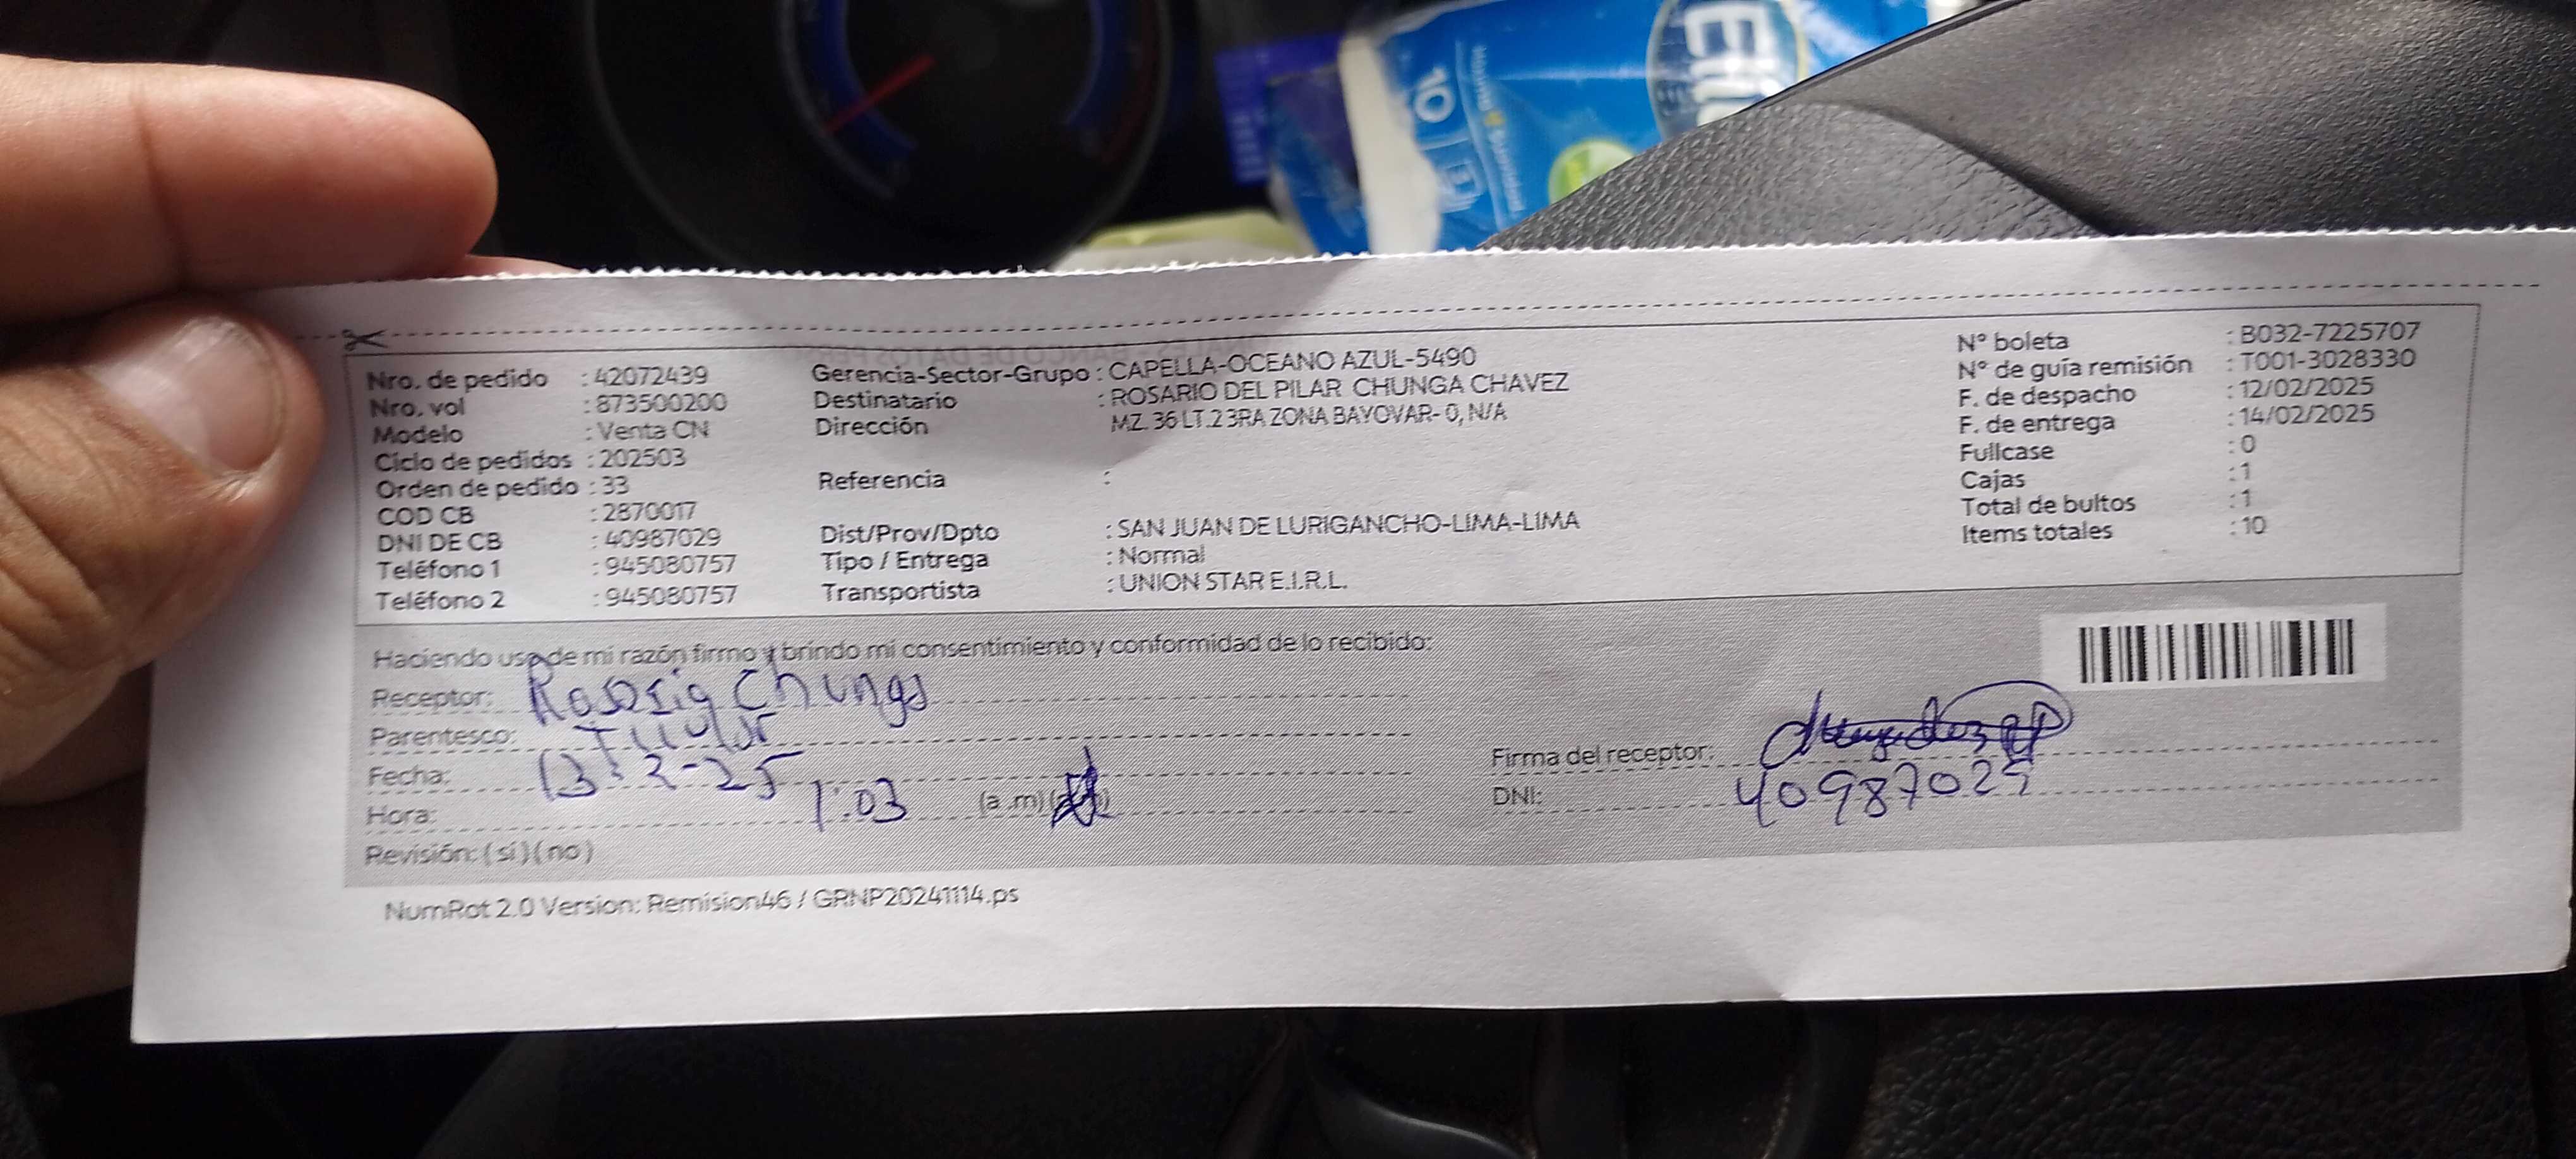 Elite
10
Nro. de pedido : 42072439
Nro. vol : 873500200
Modelo : Venta CN
Ciclo de pedidos : 202503
Orden de pedido : 33
COD CB : 2870017
DNI DE CB : 40987029
Teléfono 1 : 945080757
Teléfono 2 : 945080757
Gerencia-Sector-Grupo : CAPELLA-OCEANO AZUL-5490
Destinatario : ROSARIO DEL PILAR CHUNGA CHAVEZ
Dirección MZ. 36 LT.2 3RA ZONA BAYOVAR- 0, N/A
Referencia :
Dist/Prov/Dpto : SAN JUAN DE LURIGANCHO-LIMA-LIMA
Tipo / Entrega : Normal
Transportista : UNION STAR E.I.R.L.
N° boleta : B032-7225707
N° de guía remisión : T001-3028330
F. de despacho : 12/02/2025
F. de entrega : 14/02/2025
Fullcase : 0
Cajas : 1
Total de bultos : 1
Items totales : 10
Haciendo uso de mi razón firmo y brindo mi consentimiento y conformidad de lo recibido:
Receptor: Rosario Chunga
Parentesco: Titular
Fecha: 13-2-25
Hora: 1:03 (a .m)
Revisión: (si) (no)
Firma del receptor:
DNI: 40987029
NumRot 2.0 Version: Remision46 / GRNP20241114.ps